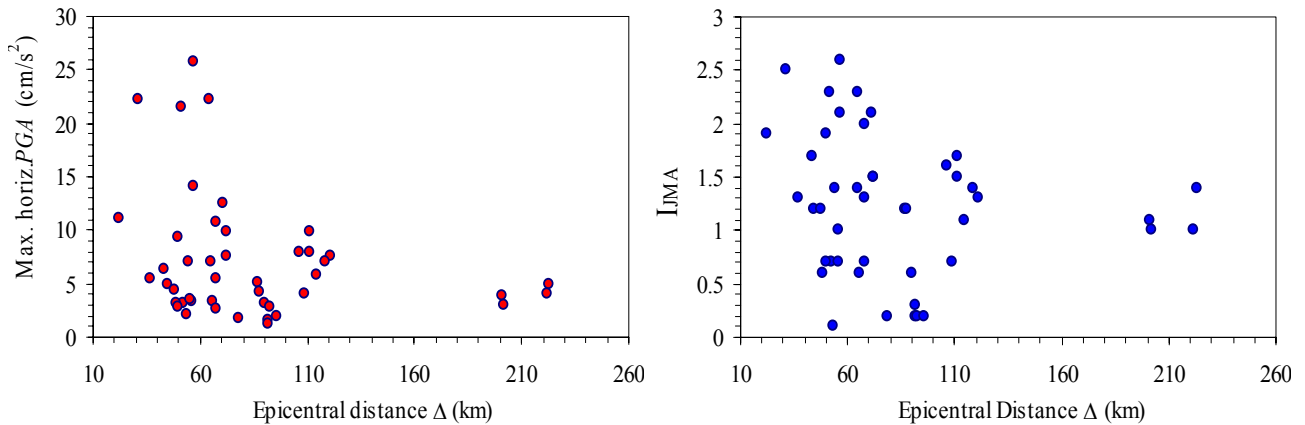 30
25
20
15
10
5
0
Max. horiz.PGA (cm/s²)
10 60 110 160 210 260
Epicentral distance Δ (km)
3
2.5
2
1.5
1
0.5
0
IJMA
10 60 110 160 210 260
Epicentral Distance Δ (km)